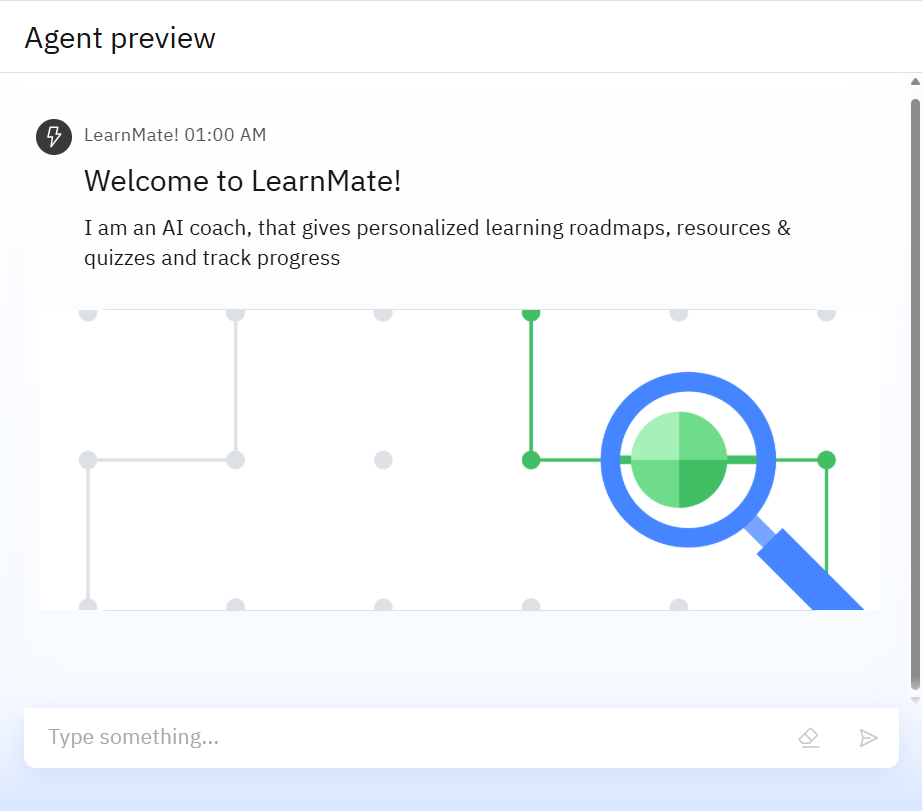 Agent preview
LearnMate! 01:00 AM
Welcome to LearnMate!
I am an AI coach, that gives personalized learning roadmaps, resources &
quizzes and track progress
Type something...